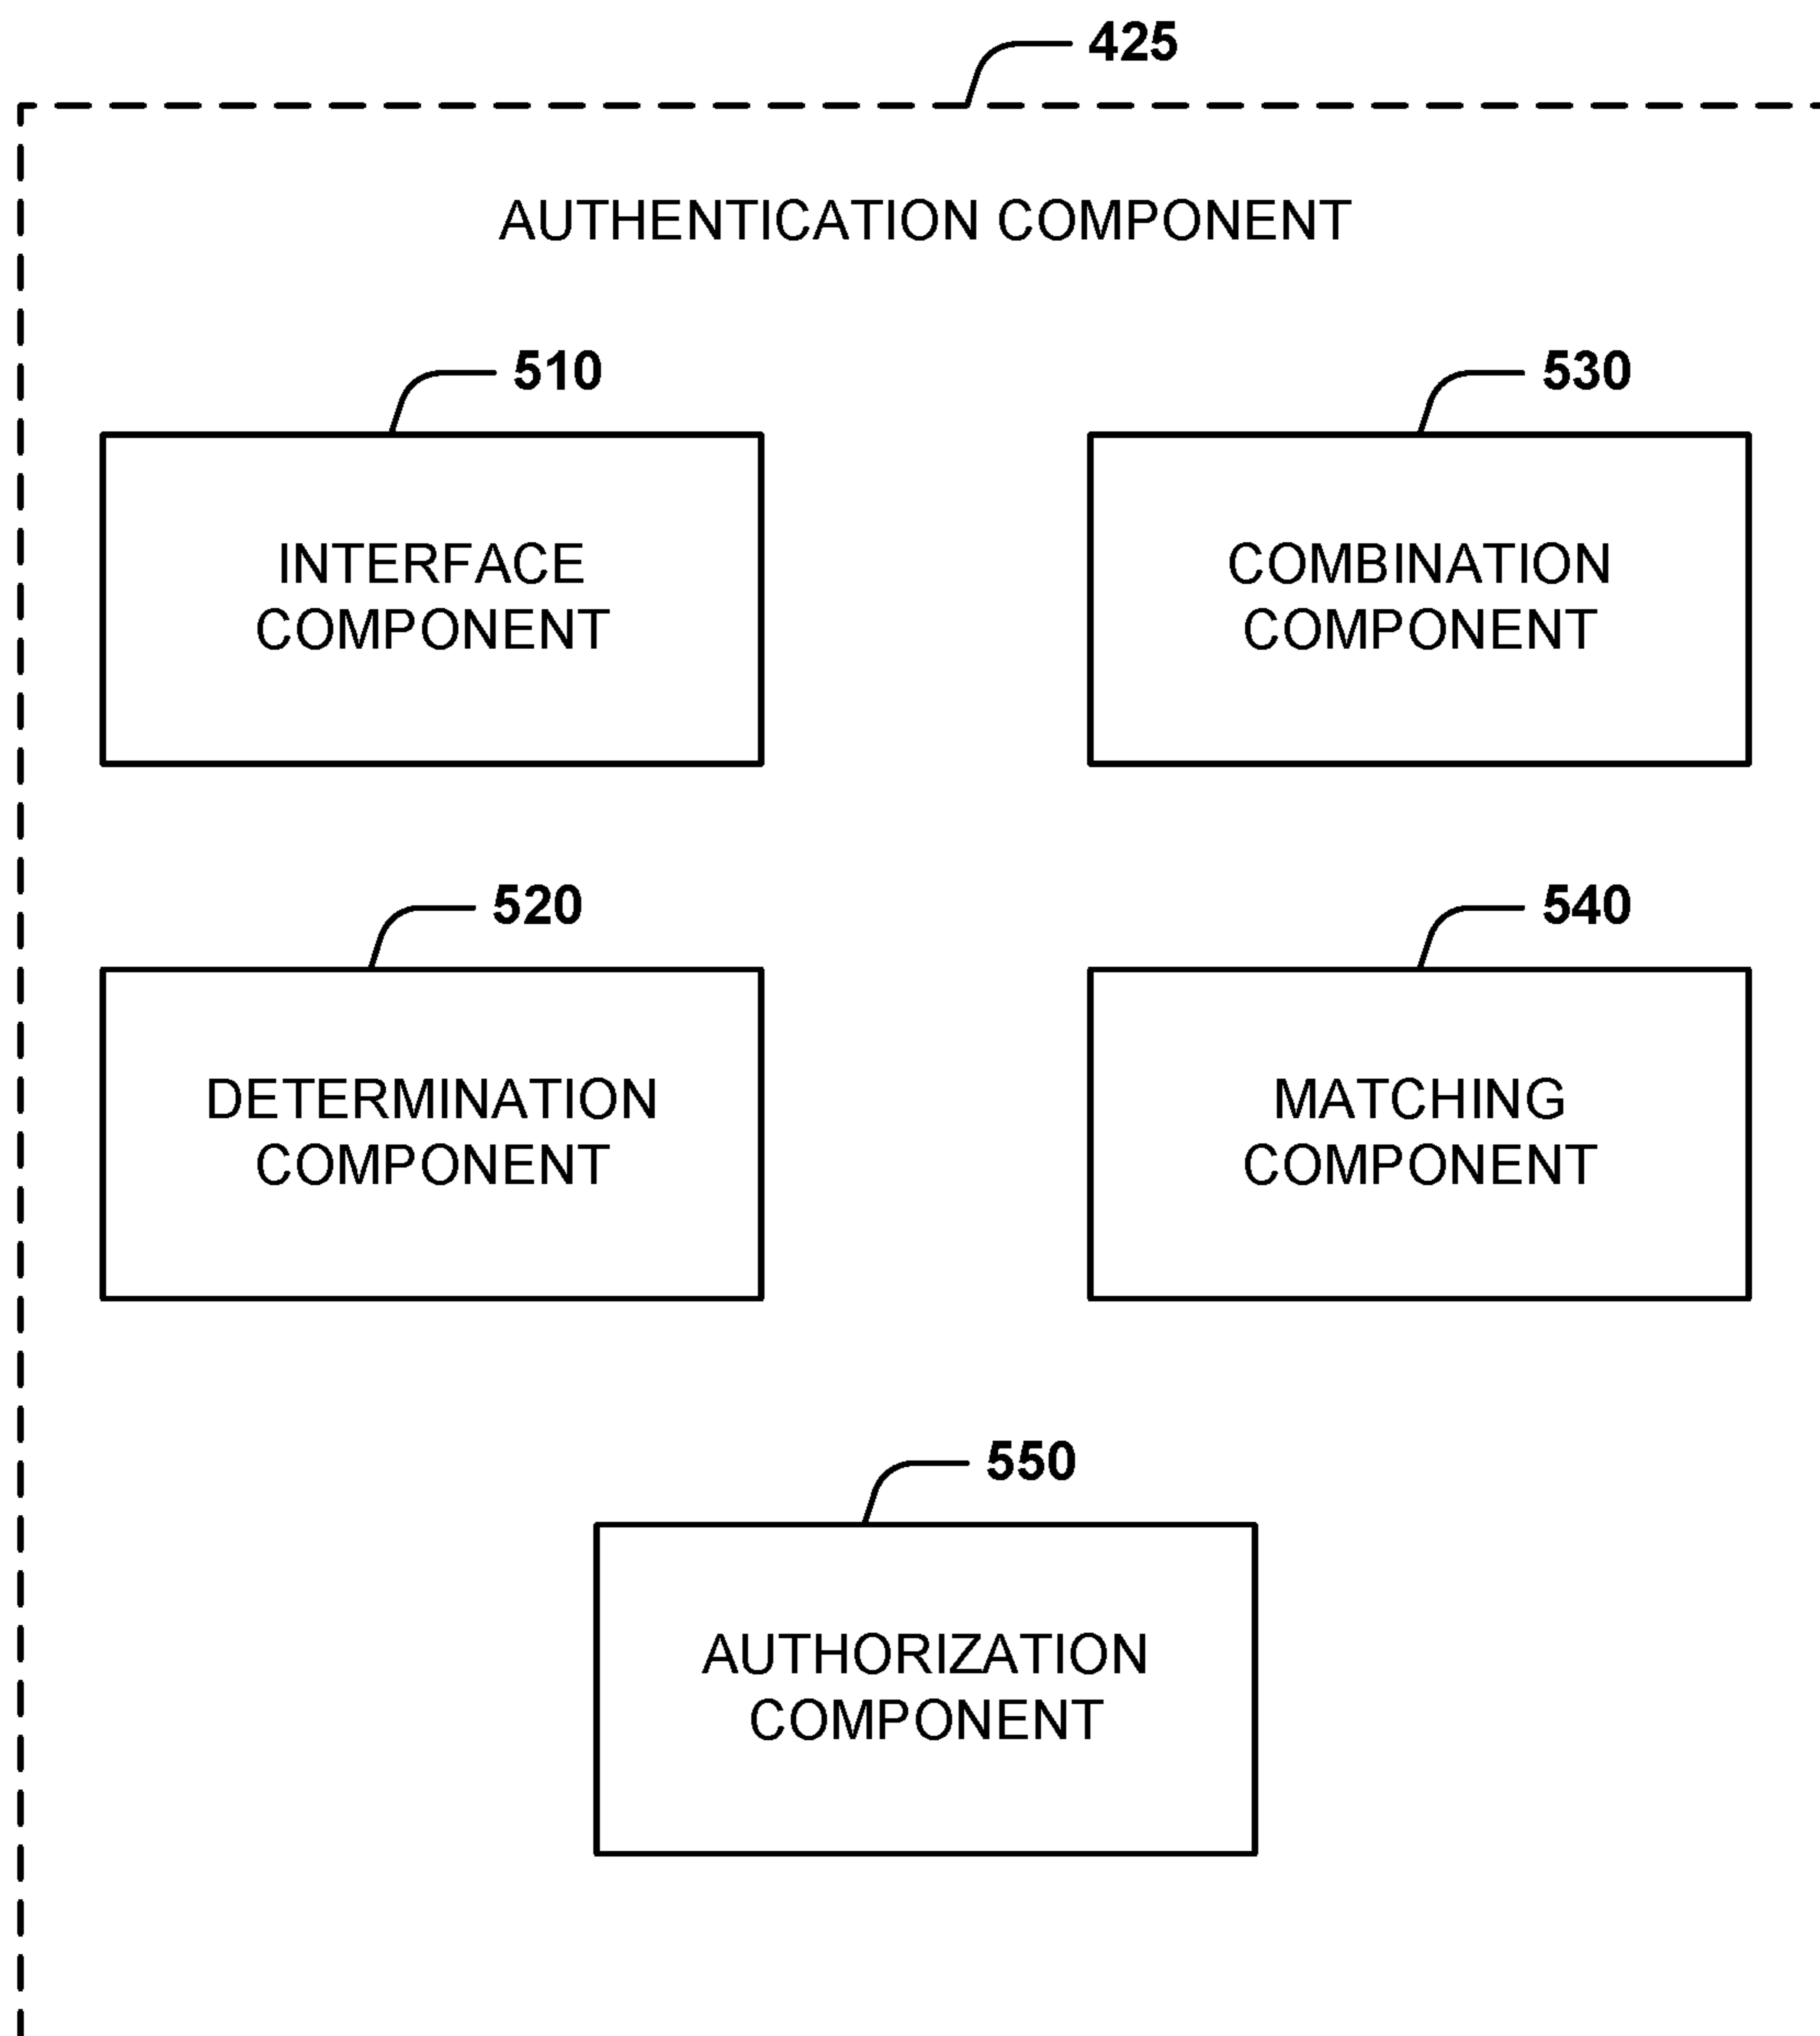 425
AUTHENTICATION COMPONENT
510
INTERFACE
COMPONENT
530
COMBINATION
COMPONENT
520
DETERMINATION
COMPONENT
540
MATCHING
COMPONENT
550
AUTHORIZATION
COMPONENT